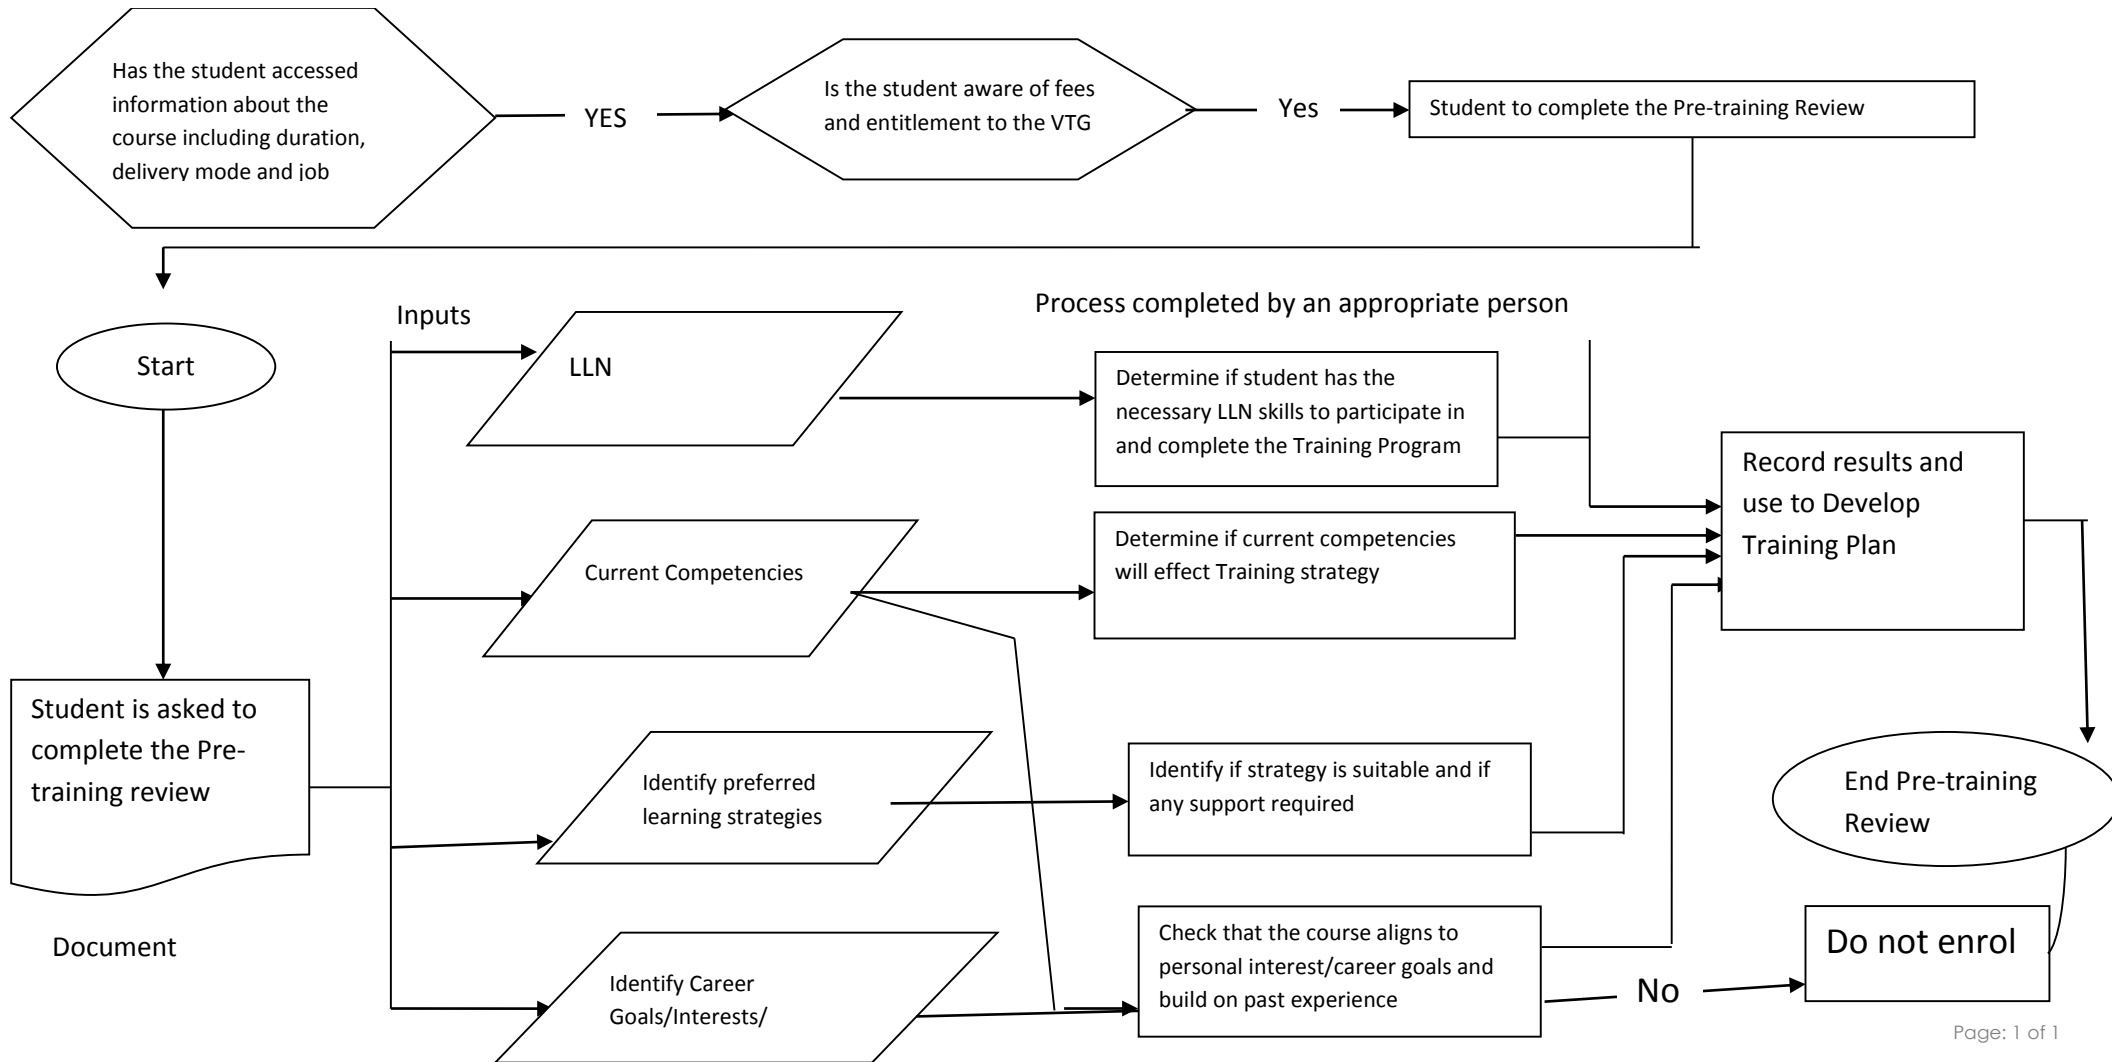 Has the student accessed
information about the
course including duration,
delivery mode and job
YES
Is the student aware of fees
and entitlement to the VTG
Yes
Student to complete the Pre-training Review
Inputs
Process completed by an appropriate person
Start
LLN
Determine if student has the
necessary LLN skills to participate in
and complete the Training Program
Record results and
use to Develop
Training Plan
Current Competencies
Determine if current competencies
will effect Training strategy
Student is asked to
complete the Pre-
training review
Identify preferred
learning strategies
Identify if strategy is suitable and if
any support required
End Pre-training
Review
Document
Identify Career
Goals/Interests/
Check that the course aligns to
personal interest/career goals and
build on past experience
No
Do not enrol
Page: 1 of 1